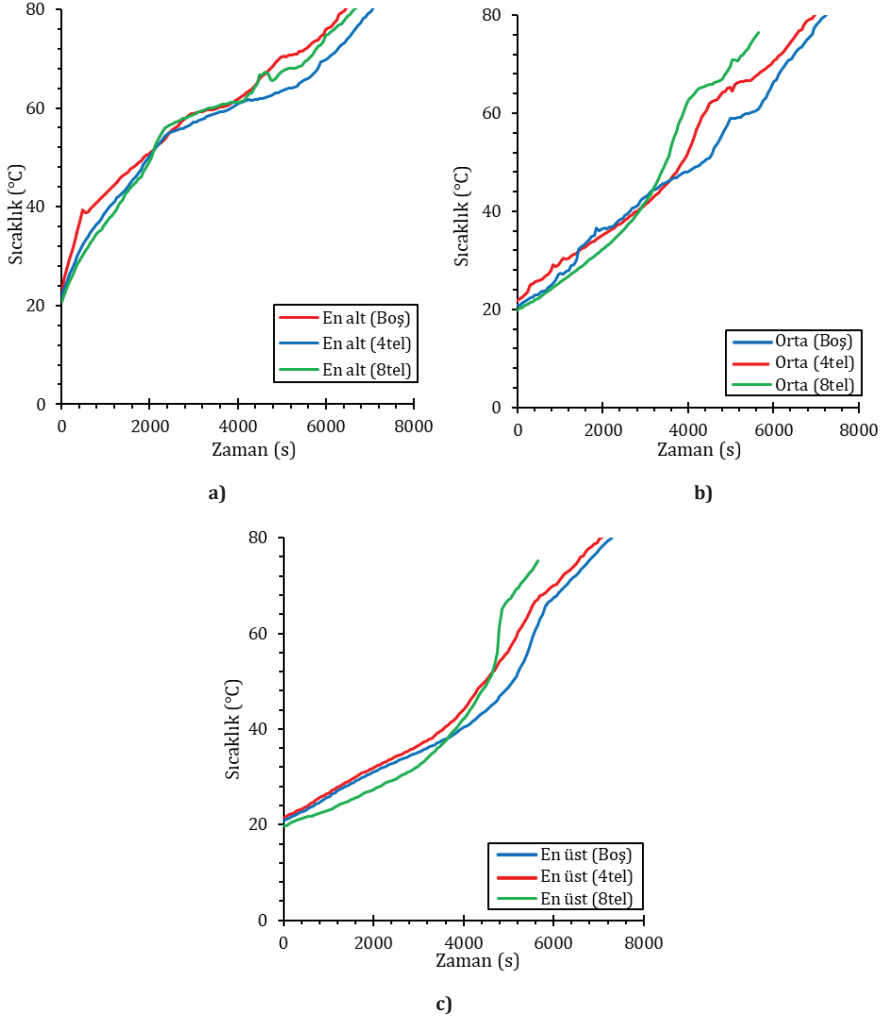 80
60
40
20
0
Sıcaklık (°C)
En alt (Boş)
En alt (4tel)
En alt (8tel)
0 2000 4000 6000 8000
Zaman (s)
a)
80
60
40
20
0
Sıcaklık (°C)
Orta (Boş)
Orta (4tel)
Orta (8tel)
0 2000 4000 6000 8000
Zaman (s)
b)
80
60
40
20
0
Sıcaklık (°C)
En üst (Boş)
En üst (4tel)
En üst (8tel)
0 2000 4000 6000 8000
Zaman (s)
c)